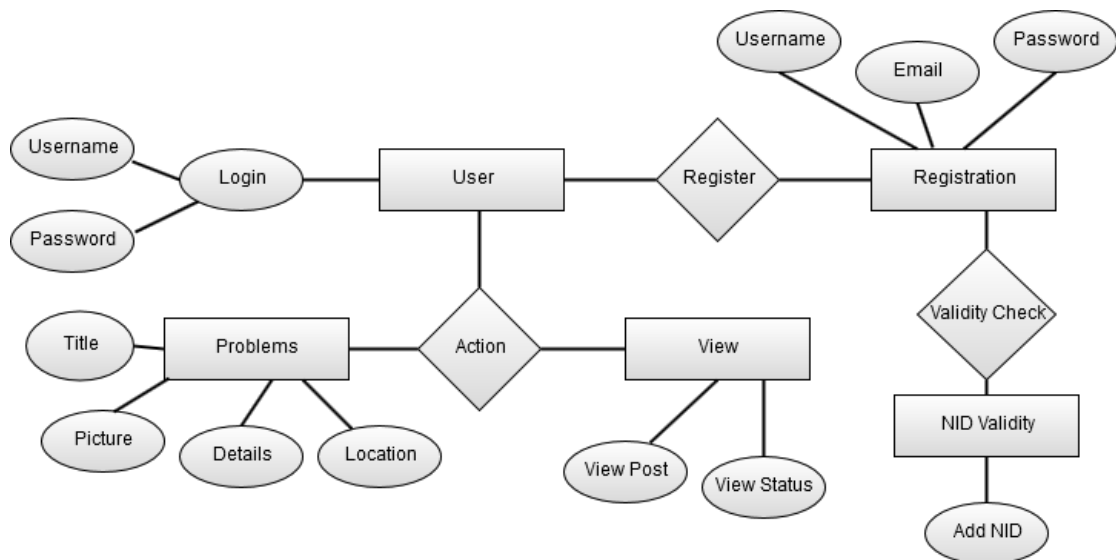 Username
Password
Email
Username
Login
User
Register
Registration
Password
Validity Check
Title
Problems
Action
View
Picture
Details
Location
View Post
View Status
NID Validity
Add NID